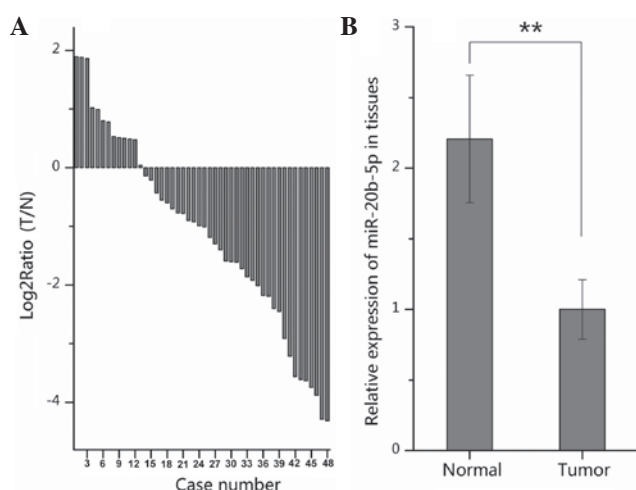 A
B
Log2Ratio (T/N)
2
0
-2
-4
3 6 9 12 15 18 21 24 27 30 33 36 39 42 45 48
Case number
Relative expression of miR-20b-5p in tissues
3
2
1
0
**
Normal Tumor